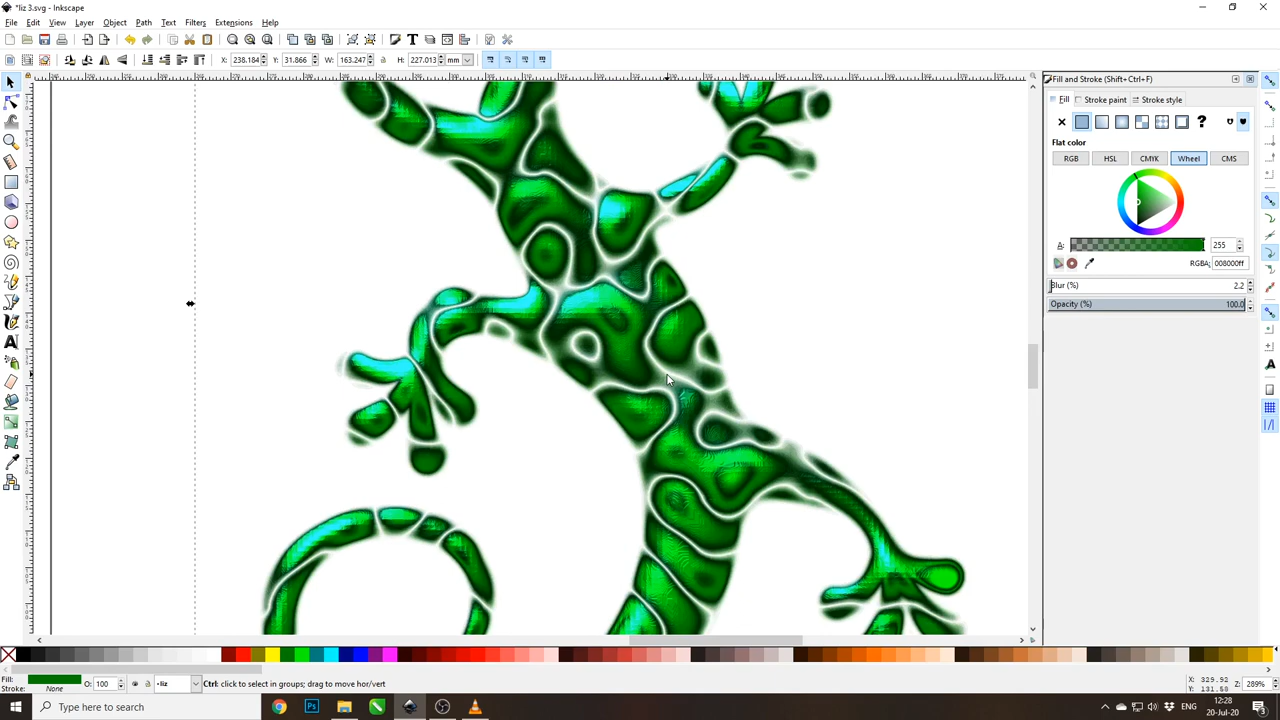 *liz 3.svg - Inkscape
File Edit View Layer Object Path Text Filters Extensions Help
X: 238.184 Y: 31.866 W: 163.247 H: 227.013 mm
Fill and Stroke (Shift+Ctrl+F)
Fill Stroke paint Stroke style
Flat color
RGB HSL CMYK Wheel CMS
A: 255
RGBA: 008000ff
Blur (%) 2.2
Opacity (%) 100.0
Fill:
Stroke: None
O: 100
•liz
Ctrl: click to select in groups; drag to move hor/vert
X: 329.92
Y: 131.50
Z: 289%
Type here to search
Ps
ENG
12:28
20-Jul-20